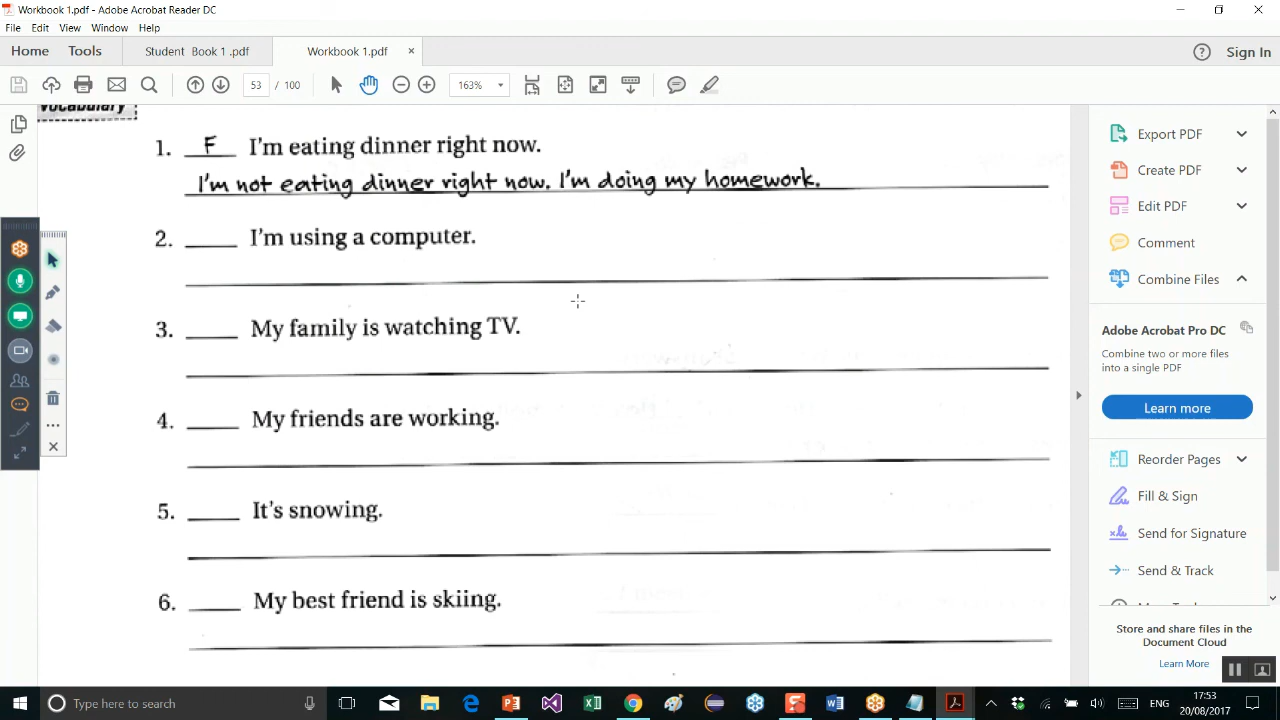 Workbook 1.pdf - Adobe Acrobat Reader DC
File Edit View Window Help
Home Tools Student Book 1 .pdf Workbook 1.pdf × Sign In
53 / 100 163%
Vocabulary
1. F I'm eating dinner right now.
I'm not eating dinner right now. I'm doing my homework.
2. ____ I'm using a computer.
3. ____ My family is watching TV.
4. ____ My friends are working.
5. ____ It's snowing.
6. ____ My best friend is skiing.
Export PDF
Create PDF
Edit PDF
Comment
Combine Files
Adobe Acrobat Pro DC
Combine two or more files
into a single PDF
Learn more
Reorder Pages
Fill & Sign
Send for Signature
Send & Track
Store and share files in the
Document Cloud
Learn More
Type here to search
ENG
17:53
20/08/2017